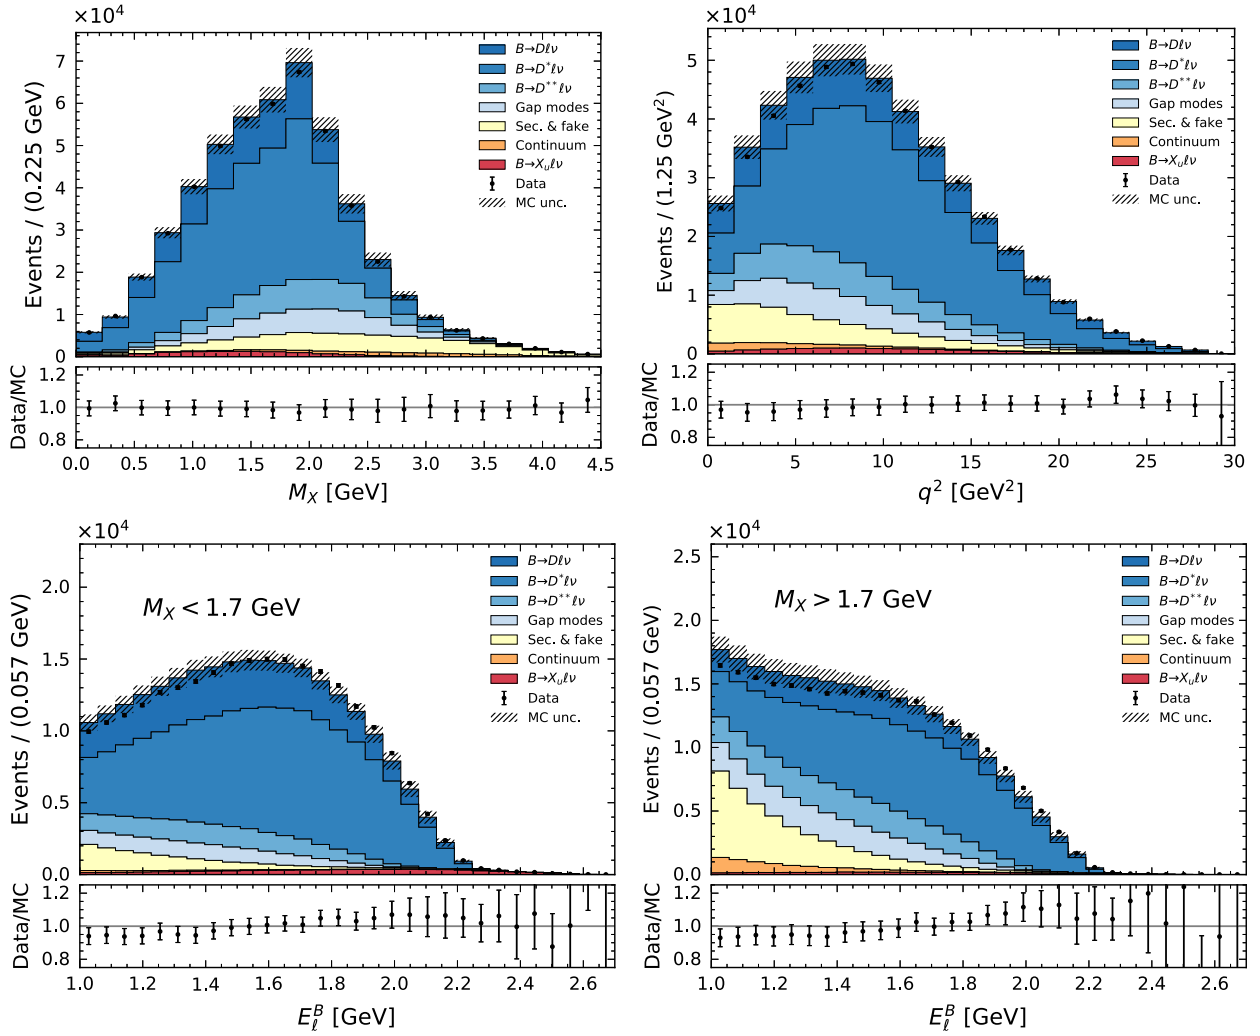 ×10⁴
Events / (0.225 GeV)
7
6
5
4
3
2
1
0
B→Dℓν
B→D*ℓν
B→D**ℓν
Gap modes
Sec. & fake
Continuum
B→X_uℓν
Data
MC unc.
Data/MC
1.2
1.0
0.8
0.0 0.5 1.0 1.5 2.0 2.5 3.0 3.5 4.0 4.5
M_X [GeV]
×10⁴
Events / (1.225 GeV²)
5
4
3
2
1
0
B→Dℓν
B→D*ℓν
B→D**ℓν
Gap modes
Sec. & fake
Continuum
B→X_uℓν
Data
MC unc.
Data/MC
1.2
1.0
0.8
0 5 10 15 20 25 30
q² [GeV²]
×10⁴
Events / (0.057 GeV)
2.0
1.5
1.0
0.5
0.0
M_X < 1.7 GeV
B→Dℓν
B→D*ℓν
B→D**ℓν
Gap modes
Sec. & fake
Continuum
B→X_uℓν
Data
MC unc.
Data/MC
1.2
1.0
0.8
1.0 1.2 1.4 1.6 1.8 2.0 2.2 2.4 2.6
E_ℓ^B [GeV]
×10⁴
Events / (0.057 GeV)
2.5
2.0
1.5
1.0
0.5
0.0
M_X > 1.7 GeV
B→Dℓν
B→D*ℓν
B→D**ℓν
Gap modes
Sec. & fake
Continuum
B→X_uℓν
Data
MC unc.
Data/MC
1.2
1.0
0.8
1.0 1.2 1.4 1.6 1.8 2.0 2.2 2.4 2.6
E_ℓ^B [GeV]